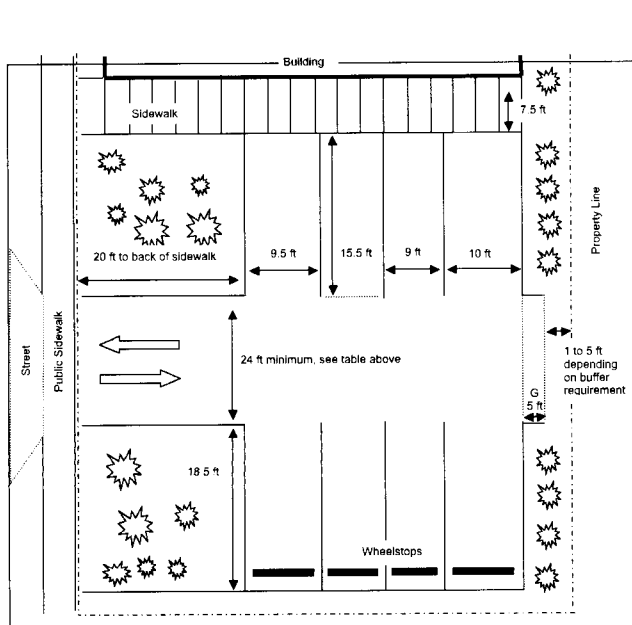 Building
Sidewalk
7.5 ft
20 ft to back of sidewalk
9.5 ft
15.5 ft
9 ft
10 ft
Property Line
Street
Public Sidewalk
24 ft minimum, see table above
1 to 5 ft
depending
on buffer
requirement
G
5 ft
18 5 ft
Wheelstops